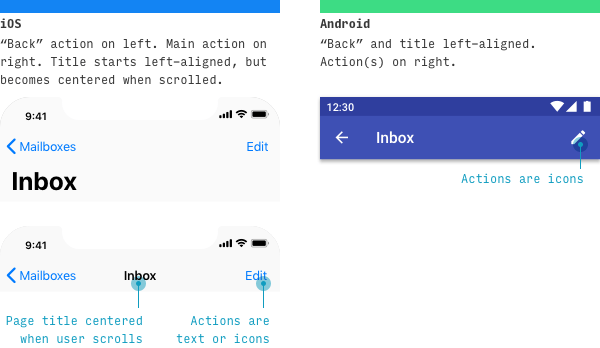 iOS
“Back” action on left. Main action on
right. Title starts left-aligned, but
becomes centered when scrolled.
9:41
Mailboxes
Edit
Inbox
9:41
Mailboxes
Inbox
Edit
Page title centered
when user scrolls
Actions are
text or icons
Android
“Back” and title left-aligned.
Action(s) on right.
12:30
Inbox
Actions are icons